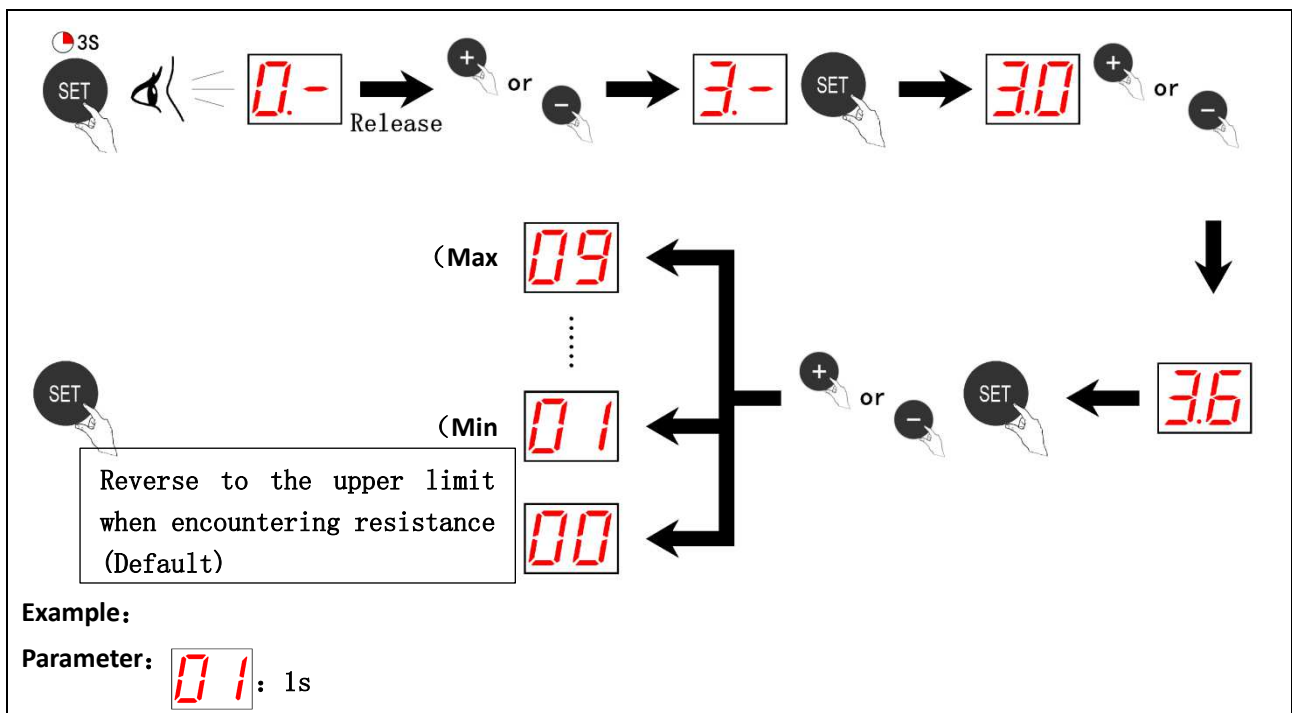 3S
SET
0.-
Release
+
or
-
3.-
SET
3.0
+
or
-
（Max
09
SET
（Min
01
+
or
-
SET
3.6
Reverse to the upper limit
when encountering resistance
(Default)
00
Example：
Parameter： 01： 1s